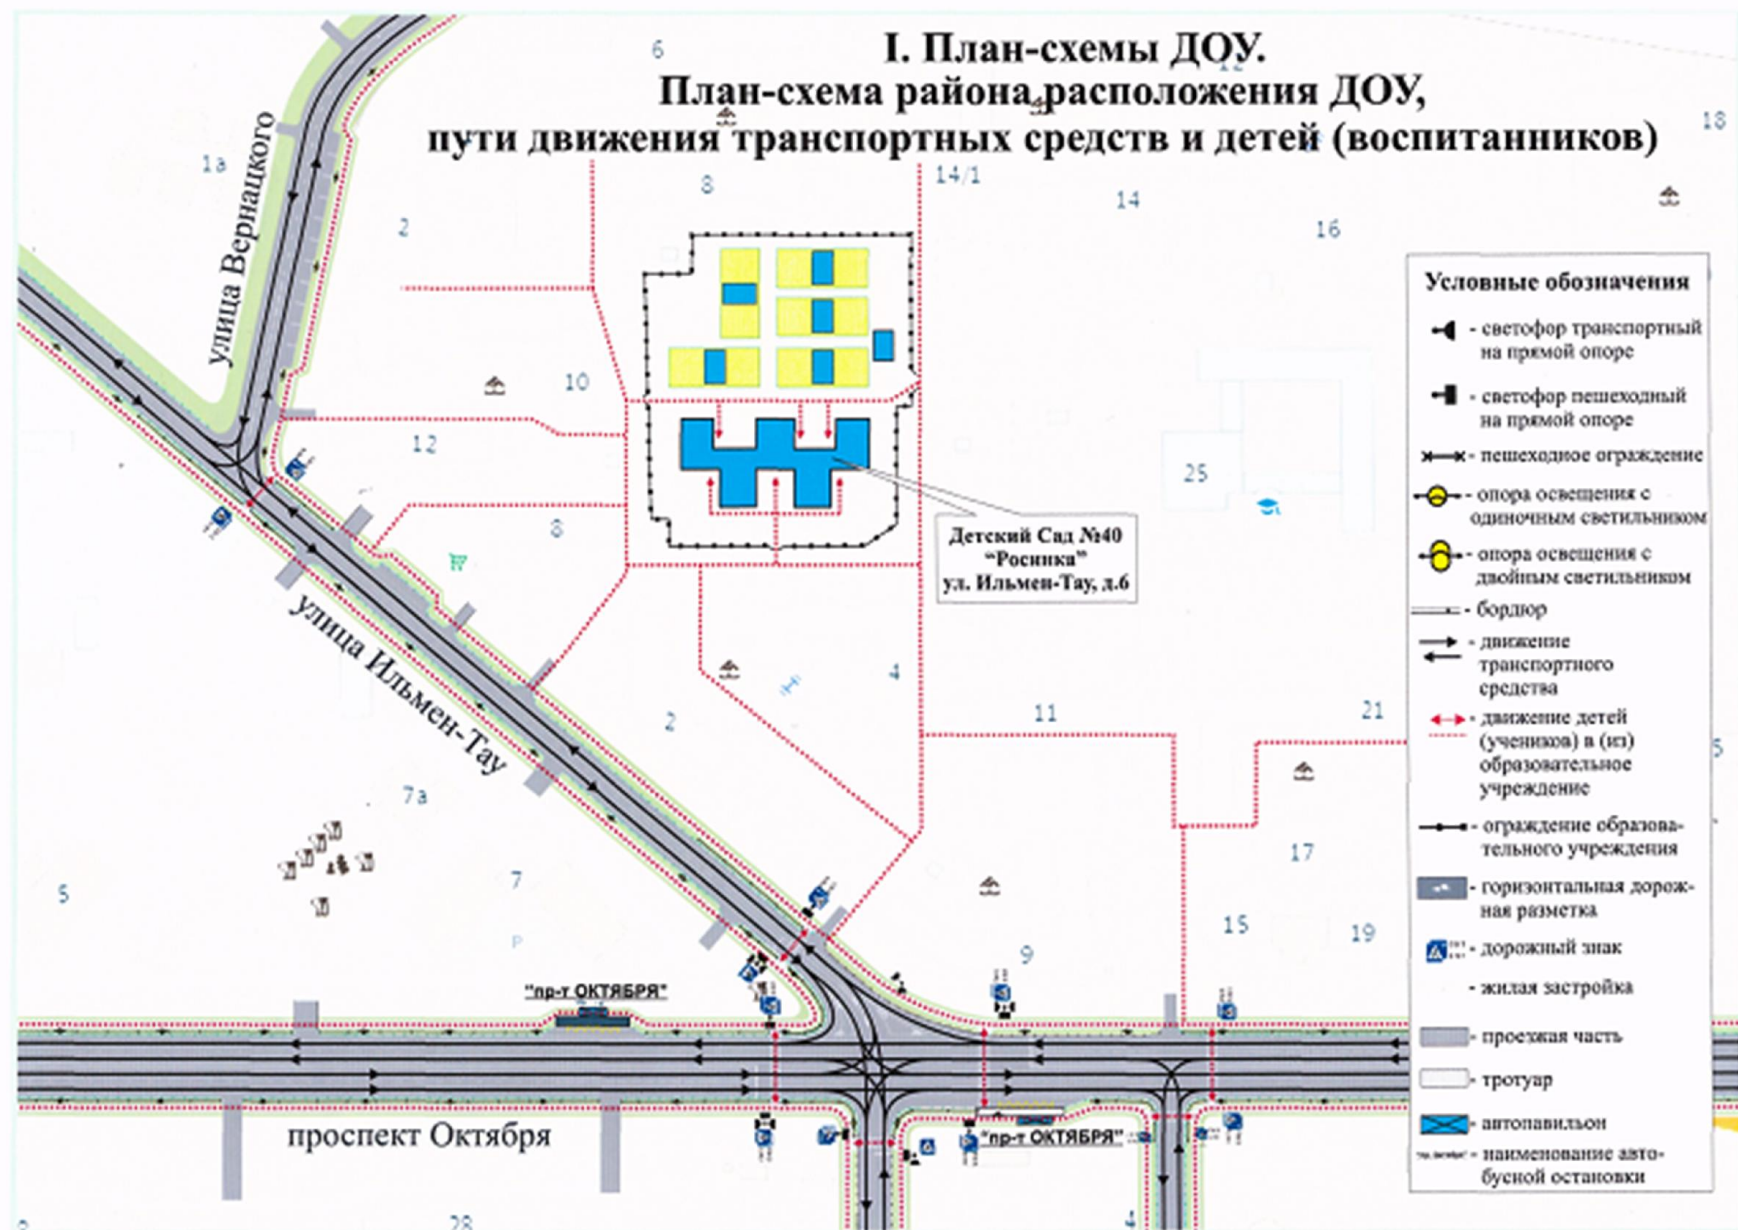 I. План-схемы ДОУ.
План-схема района расположения ДОУ,
пути движения транспортных средств и детей (воспитанников)
6
12
18
1а
8
14/1
14
16
2
улица Вернацкого
10
12
8
25
Детский Сад №40
“Росинка”
ул. Ильмен-Тау, д.6
улица Ильмен-Тау
4
2
11
21
5
7а
7
5
17
15
19
9
Р
"пр-т ОКТЯБРЯ"
проспект Октября
"пр-т ОКТЯБРЯ"
28
4
Условные обозначения
- светофор транспортный
на прямой опоре
- светофор пешеходный
на прямой опоре
- пешеходное ограждение
- опора освещения с
одиночным светильником
- опора освещения с
двойным светильником
- бордюр
- движение
транспортного
средства
- движение детей
(учеников) в (из)
образовательное
учреждение
- ограждение образова-
тельного учреждения
- горизонтальная дорож-
ная разметка
- дорожный знак
- жилая застройка
- проезжая часть
- тротуар
- автопавильон
- наименование авто-
бусной остановки